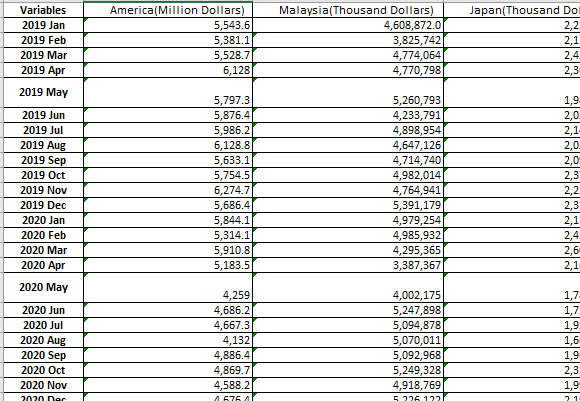 Variables America(Million Dollars) Malaysia(Thousand Dollars) Japan(Thousand Do
2019 Jan 5,543.6 4,608,872.0 2,2
2019 Feb 5,381.1 3,825,742 2,1
2019 Mar 5,528.7 4,774,064 2,4
2019 Apr 6,128 4,770,798 2,3
2019 May 5,797.3 5,260,793 1,9
2019 Jun 5,876.4 4,233,791 2,0
2019 Jul 5,986.2 4,898,954 2,1
2019 Aug 6,128.8 4,647,126 2,0
2019 Sep 5,633.1 4,714,740 2,0
2019 Oct 5,754.5 4,982,014 2,3
2019 Nov 6,274.7 4,764,941 2,2
2019 Dec 5,686.4 5,391,179 2,3
2020 Jan 5,844.1 4,979,254 2,1
2020 Feb 5,314.1 4,985,932 2,4
2020 Mar 5,910.8 4,295,365 2,6
2020 Apr 5,183.5 3,387,367 2,1
2020 May 4,259 4,002,175 1,7
2020 Jun 4,686.2 5,247,898 1,7
2020 Jul 4,667.3 5,094,878 1,9
2020 Aug 4,132 5,070,011 1,6
2020 Sep 4,886.4 5,092,968 1,9
2020 Oct 4,869.7 5,249,328 2,3
2020 Nov 4,588.2 4,918,769 1,9
2020 Dec 4,676.4 5,226,122 2,1